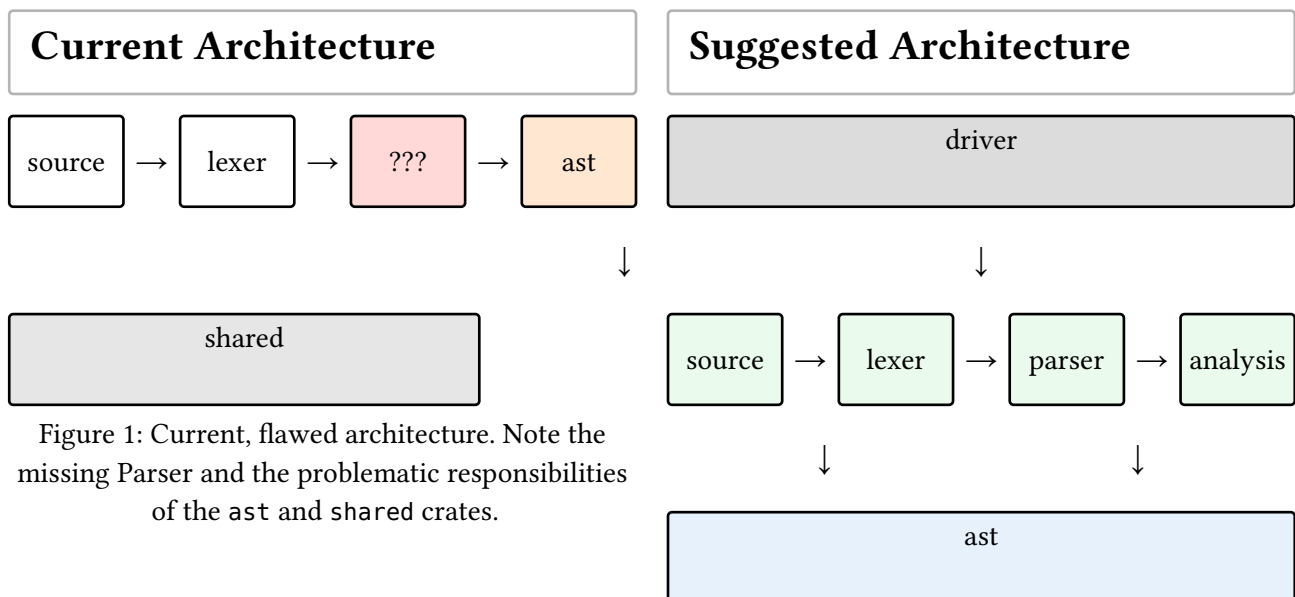 Current Architecture
source → lexer → ??? → ast
↓
shared
Figure 1: Current, flawed architecture. Note the
missing Parser and the problematic responsibilities
of the ast and shared crates.
Suggested Architecture
driver
↓
source → lexer → parser → analysis
↓ ↓
ast